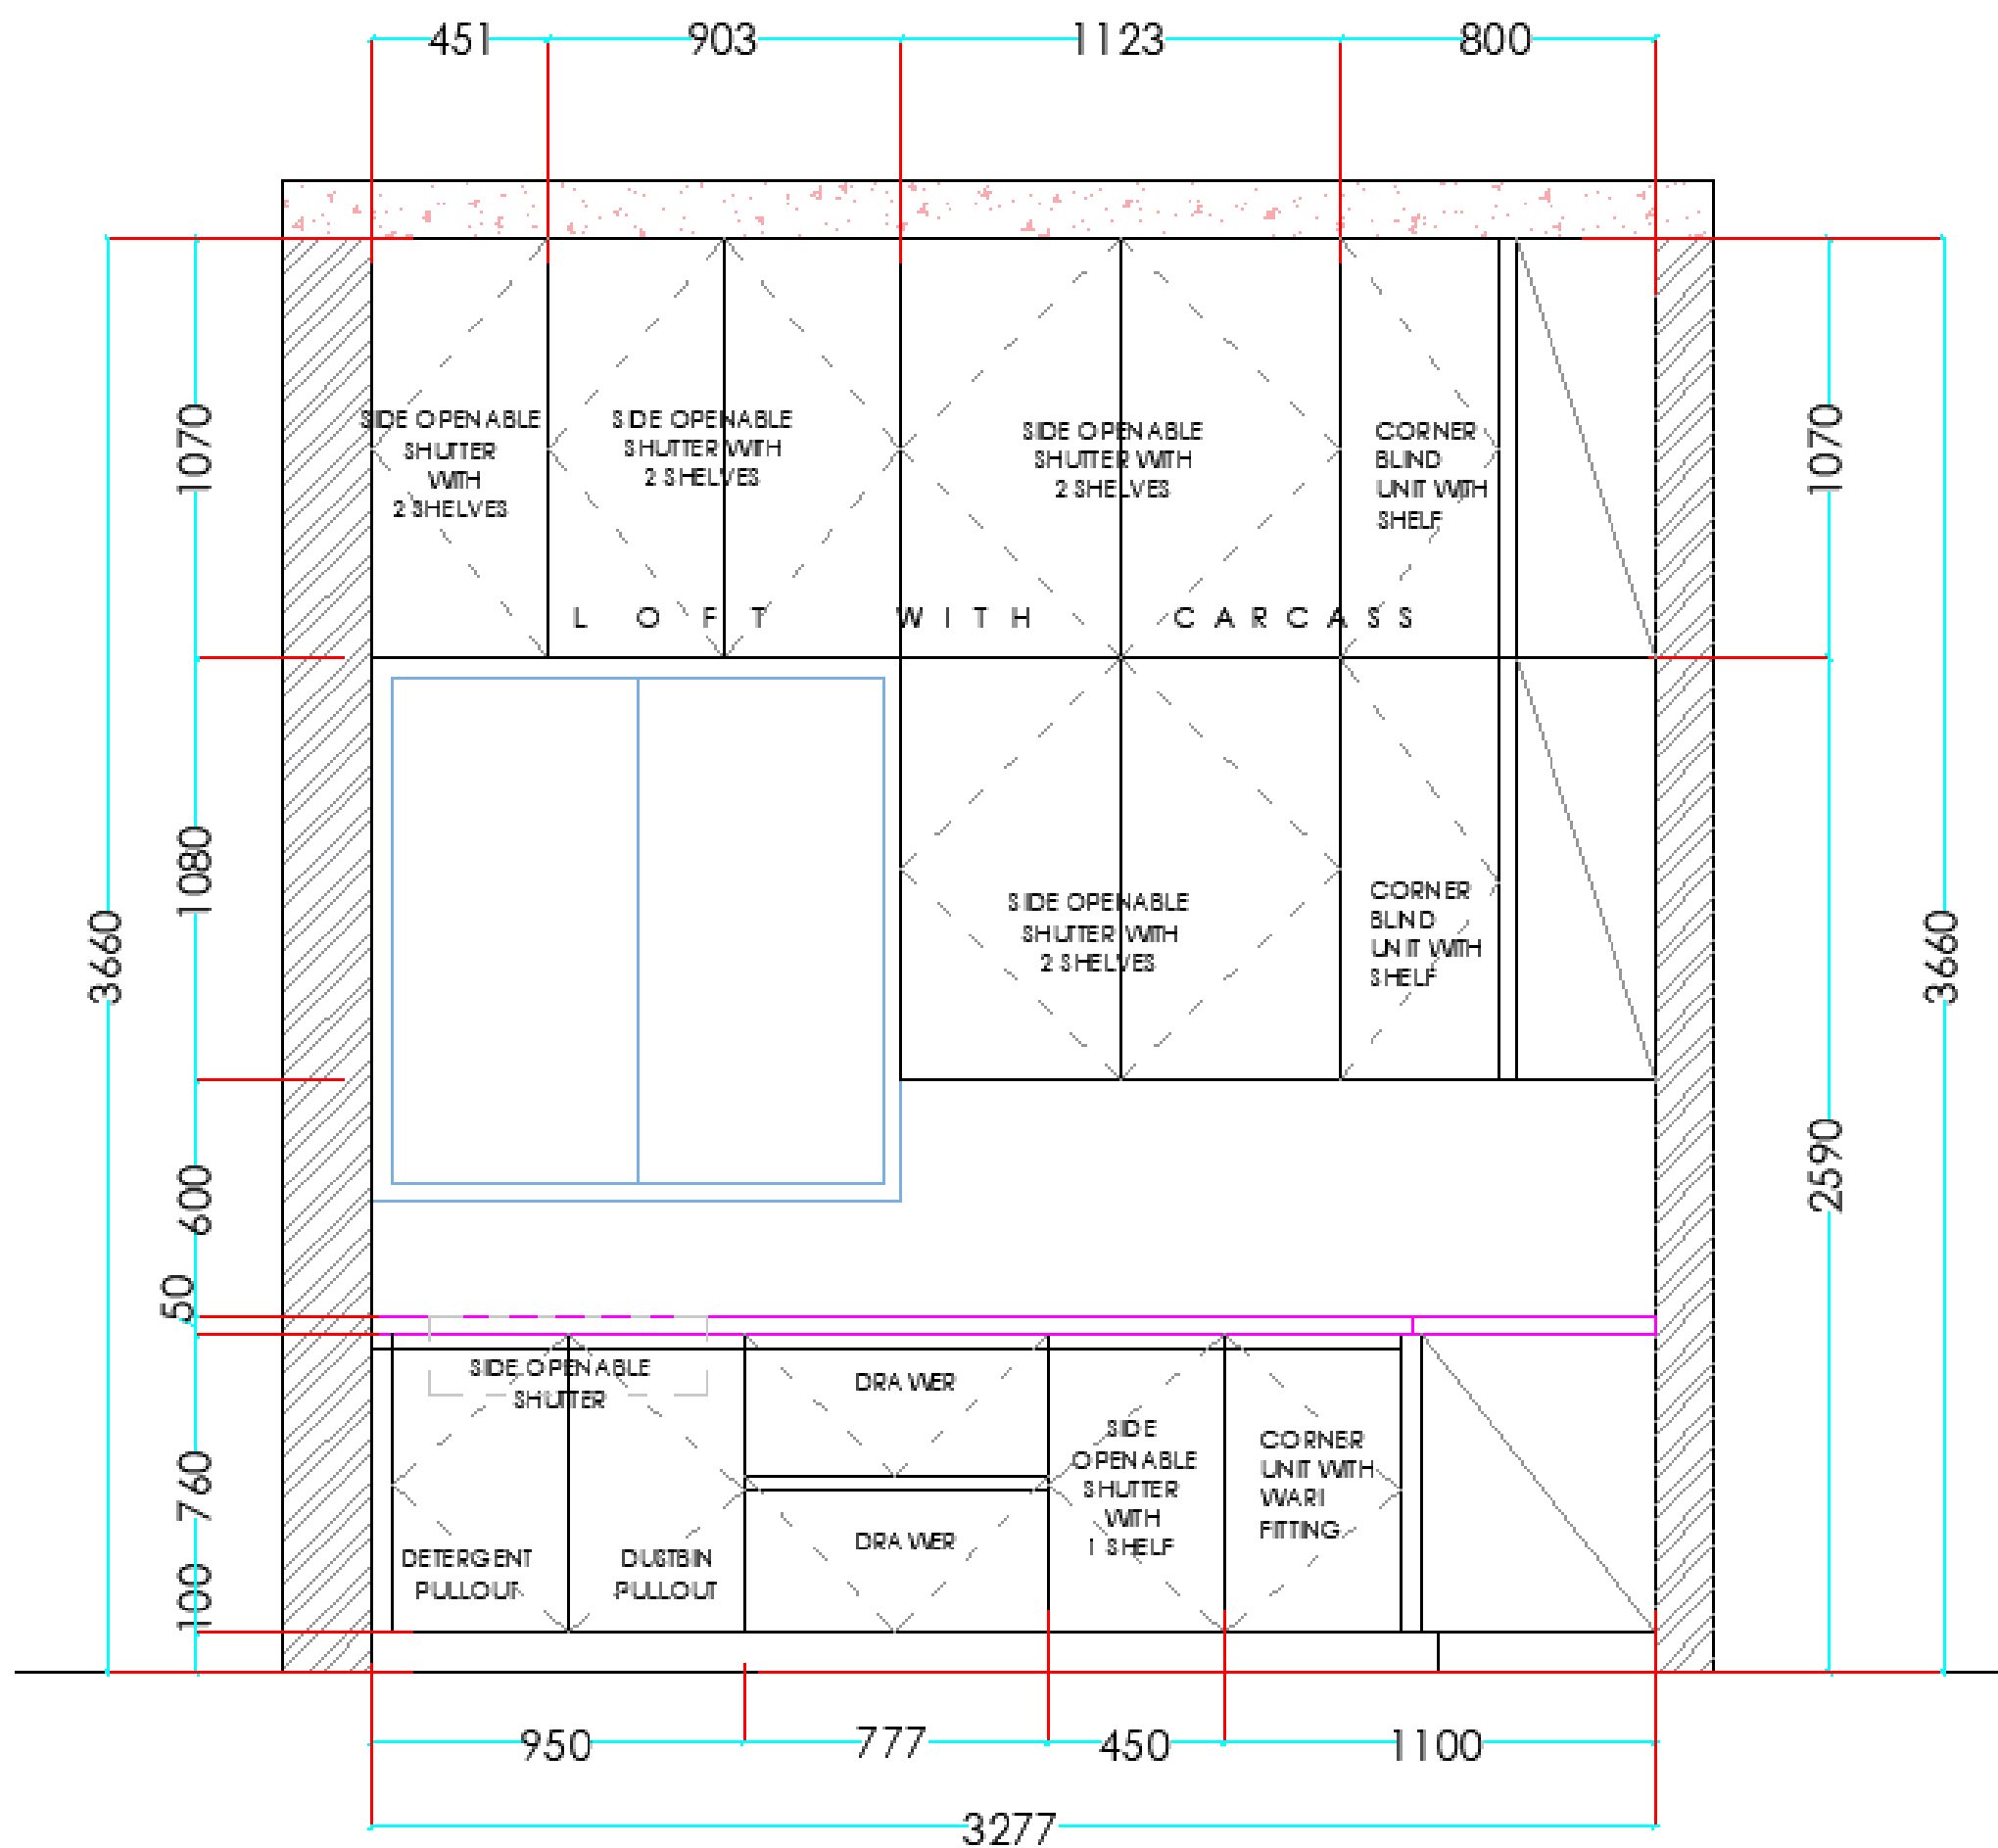 451 903 1123 800
SIDE OPENABLE
SHUTTER
WITH
2 SHELVES
SIDE OPENABLE
SHUTTER WITH
2 SHELVES
SIDE OPENABLE
SHUTTER WITH
2 SHELVES
CORNER
BLIND
UNIT WITH
SHELF
1070
1070
LOFT WITH CARCASS
1080
3660
3660
SIDE OPENABLE
SHUTTER WITH
2 SHELVES
CORNER
BLIND
UNIT WITH
SHELF
600
2590
50
SIDE OPENABLE
SHUTTER
DRAWER
SIDE
OPENABLE
SHUTTER
WITH
1 SHELF
CORNER
UNIT WITH
WARI
FITTING
760
DRAWER
DETERGENT
PULLOUT
DUSTBIN
PULLOUT
100
950 777 450 1100
3277